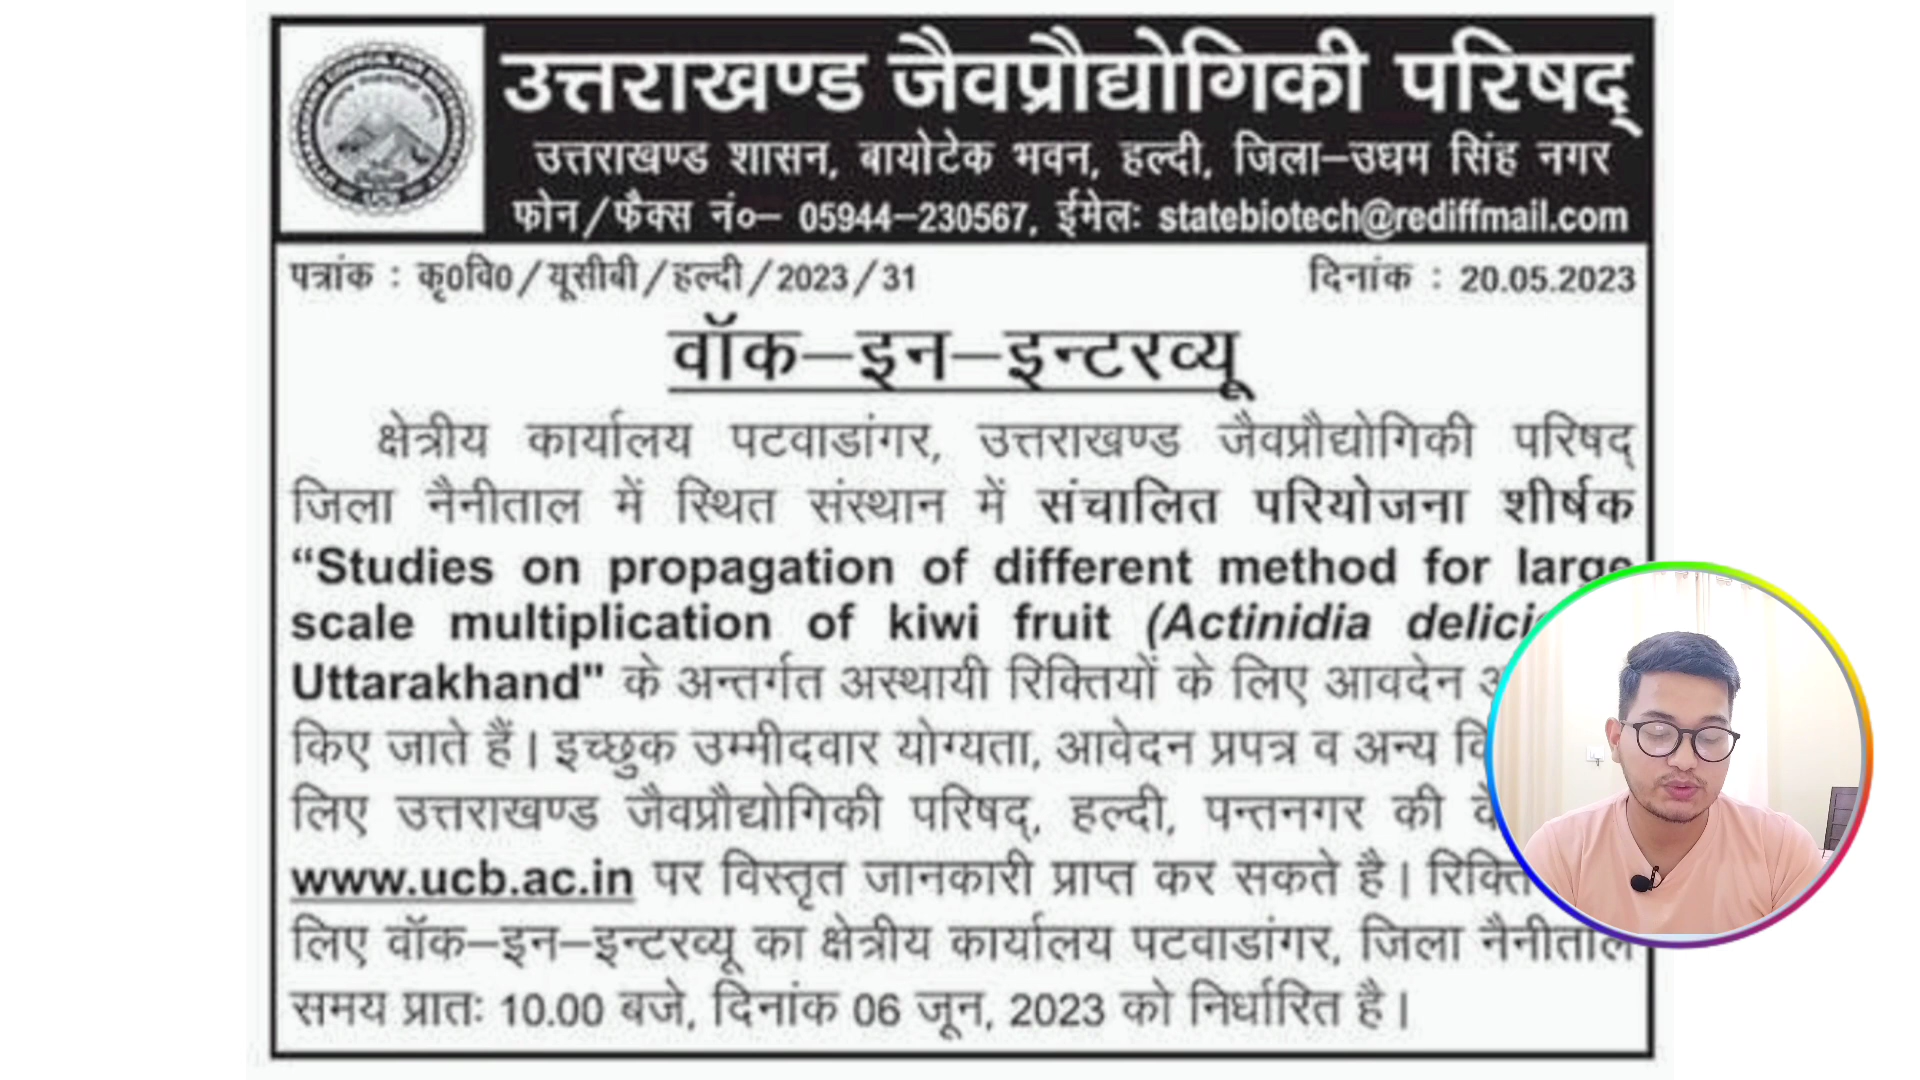 उत्तराखण्ड जैवप्रौद्योगिकी परिषद्
उत्तराखण्ड शासन, बायोटेक भवन, हल्दी, जिला–उधम सिंह नगर
फोन/फैक्स नं०– 05944–230567, ईमेलः statebiotech@rediffmail.com
पत्रांक : कृ0वि0/यूसीबी/हल्दी/2023/31 दिनांक : 20.05.2023
वॉक–इन–इन्टरव्यू
क्षेत्रीय कार्यालय पटवाडांगर, उत्तराखण्ड जैवप्रौद्योगिकी परिषद्
जिला नैनीताल में स्थित संस्थान में संचालित परियोजना शीर्षक
“Studies on propagation of different method for large
scale multiplication of kiwi fruit (Actinidia
Uttarakhand" के अन्तर्गत अस्थायी रिक्तियों के लिए आवदेन
किए जाते हैं। इच्छुक उम्मीदवार योग्यता, आवेदन प्रपत्र व अन्य
लिए उत्तराखण्ड जैवप्रौद्योगिकी परिषद्, हल्दी, पन्तनगर की
www.ucb.ac.in पर विस्तृत जानकारी प्राप्त कर सकते है।
लिए वॉक–इन–इन्टरव्यू का क्षेत्रीय कार्यालय पटवाडांगर, जिला नैनीताल
समय प्रातः 10.00 बजे, दिनांक 06 जून, 2023 को निर्धारित है।